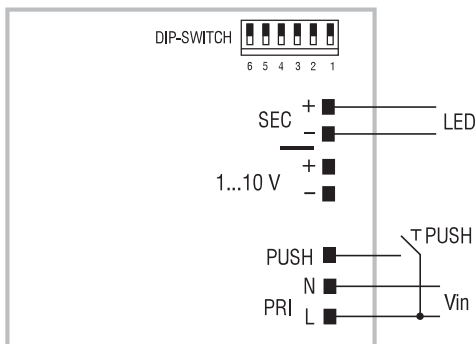 DIP-SWITCH
6 5 4 3 2 1
+
SEC
LED
–
+
1...10 V
–
PUSH
PUSH
N
PRI
Vin
L